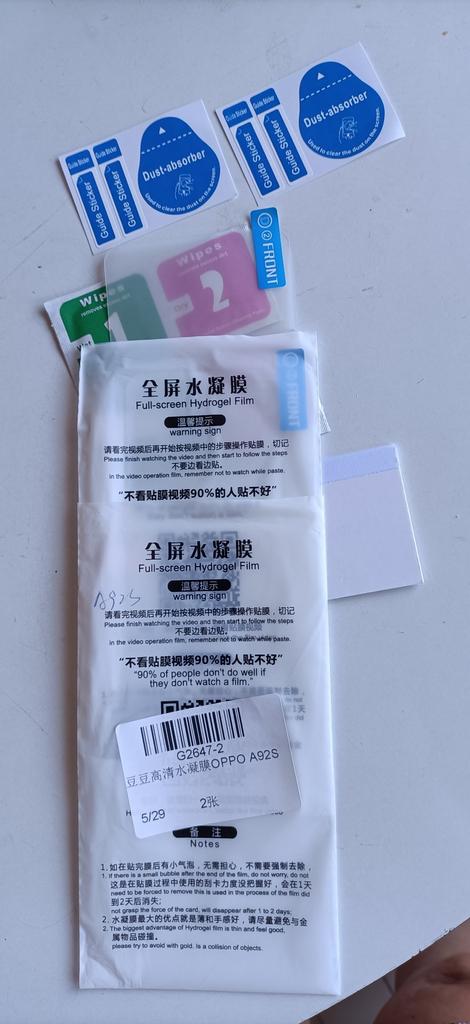 Guide Sticker
Guide Sticker
Guide Sticker
Guide Sticker
Dust-absorber
Used to clear the dust on the screen.
Guide Sticker
Guide Sticker
Guide Sticker
Guide Sticker
Dust-absorber
Used to clear the dust on the screen.
② FRONT
Wipes
removes surface dirt
Wet
1
Wipes
Dry
2
② FRONT
全屏水凝膜
Full-screen Hydrogel Film
温馨提示
warning sign
请看完视频后再开始按视频中的步骤操作贴膜，切记
Please finish watching the video and then start to follow the steps
不要边看边贴。
in the video operation film, remember not to watch while paste.
“不看贴膜视频90%的人贴不好”
全屏水凝膜
Full-screen Hydrogel Film
A92S
温馨提示
warning sign
请看完视频后再开始按视频中的步骤操作贴膜，切记
Please finish watching the video and then start to follow the steps
不要边看边贴。
in the video operation film, remember not to watch while paste.
“不看贴膜视频90%的人贴不好”
“90% of people don't do well if
they don't watch a film.”
G2647-2
豆豆高清水凝膜OPPO A92S
5/29 2张
备 注
Notes
1. 如在贴完膜后有小气泡，无需担心，不需要强制去除，
1. if there is a small bubble after the end of the film, do not worry, do not
这是在贴膜过程中使用的刮卡力度没把握好，会在1天
need to be forced to remove this is used in the process of the film did
到2天后消失；
not grasp the force of the card, will disappear after 1 to 2 days;
2. 水凝膜最大的优点就是薄和手感好，请尽量避免与金
2. The biggest advantage of Hydrogel film is thin and feel good,
属物品碰撞。
please try to avoid with gold. Is a collision of objects.